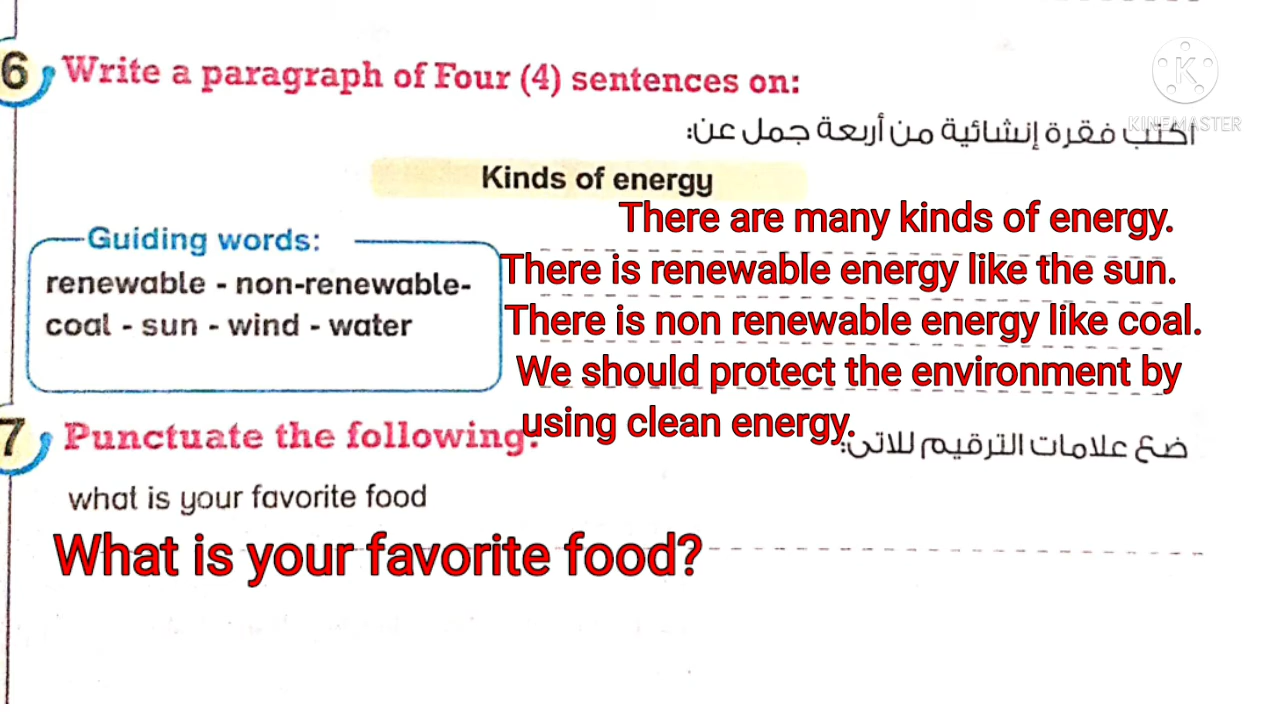 6 Write a paragraph of Four (4) sentences on:
KINEMASTER
اكتب فقرة إنشائية من أربعة جمل عن:
Kinds of energy
There are many kinds of energy.
Guiding words:
renewable - non-renewable-
coal - sun - wind - water
There is renewable energy like the sun.
There is non renewable energy like coal.
We should protect the environment by
using clean energy.
7 Punctuate the following:
ضع علامات الترقيم للاتى:
what is your favorite food
What is your favorite food?